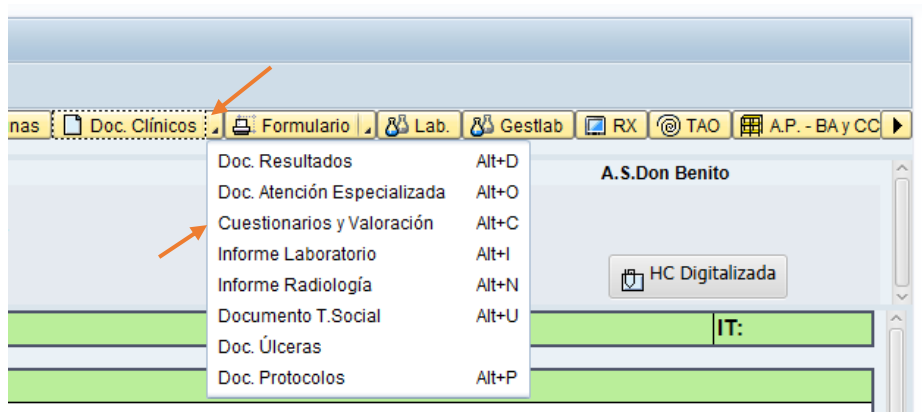 nas Doc. Clínicos Formulario Lab. Gestlab RX TAO A.P. - BA y CC
Doc. Resultados Alt+D
A.S.Don Benito
Doc. Atención Especializada Alt+O
Cuestionarios y Valoración Alt+C
Informe Laboratorio Alt+I
HC Digitalizada
Informe Radiología Alt+N
Documento T.Social Alt+U
IT:
Doc. Úlceras
Doc. Protocolos Alt+P